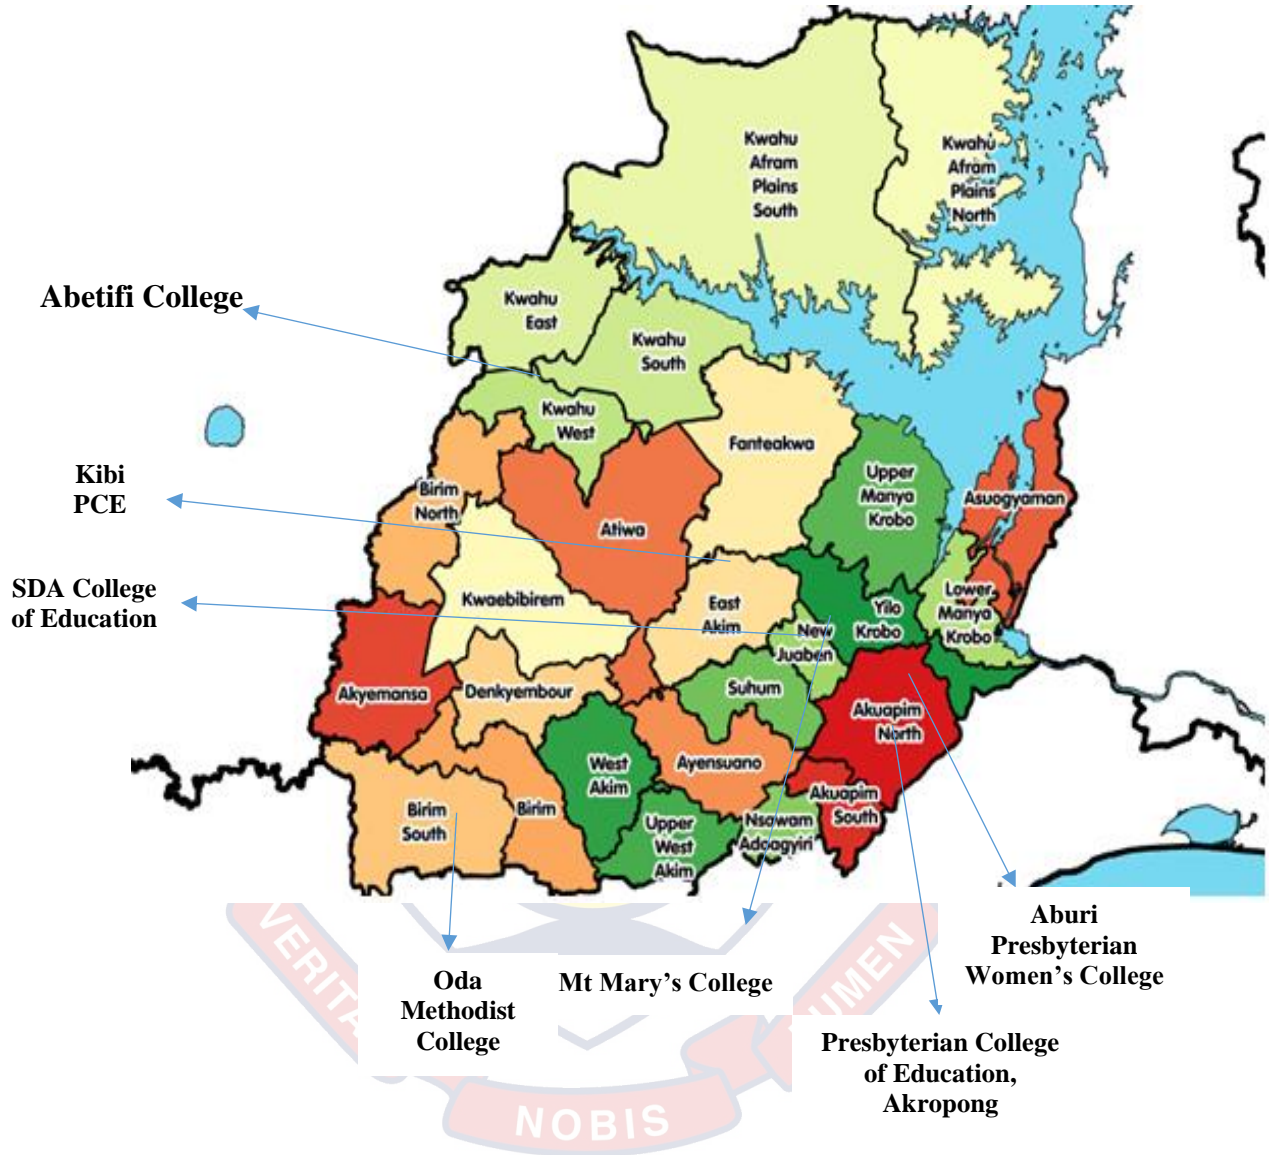 Kwahu
Afram
Plains
South
Kwahu
Afram
Plains
North
Abetifi College
Kwahu
East
Kwahu
South
Kwahu
West
Fanteakwa
Kibi
PCE
Birim
North
Atiwa
Upper
Manya
Krobo
Asuogyaman
SDA College
of Education
Kwaebibirem
East
Akim
New
Juaben
Yilo
Krobo
Lower
Manya
Krobo
Akyemansa
Denkyembour
Suhum
Akuapim
North
West
Akim
Ayensuano
Birim
South
Birim
Upper
West
Akim
Nsawam
Adoagyiri
Akuapim
South
Oda
Methodist
College
Mt Mary's College
Aburi
Presbyterian
Women's College
Presbyterian College
of Education,
Akropong
VERITA
NOBIS
UMEN